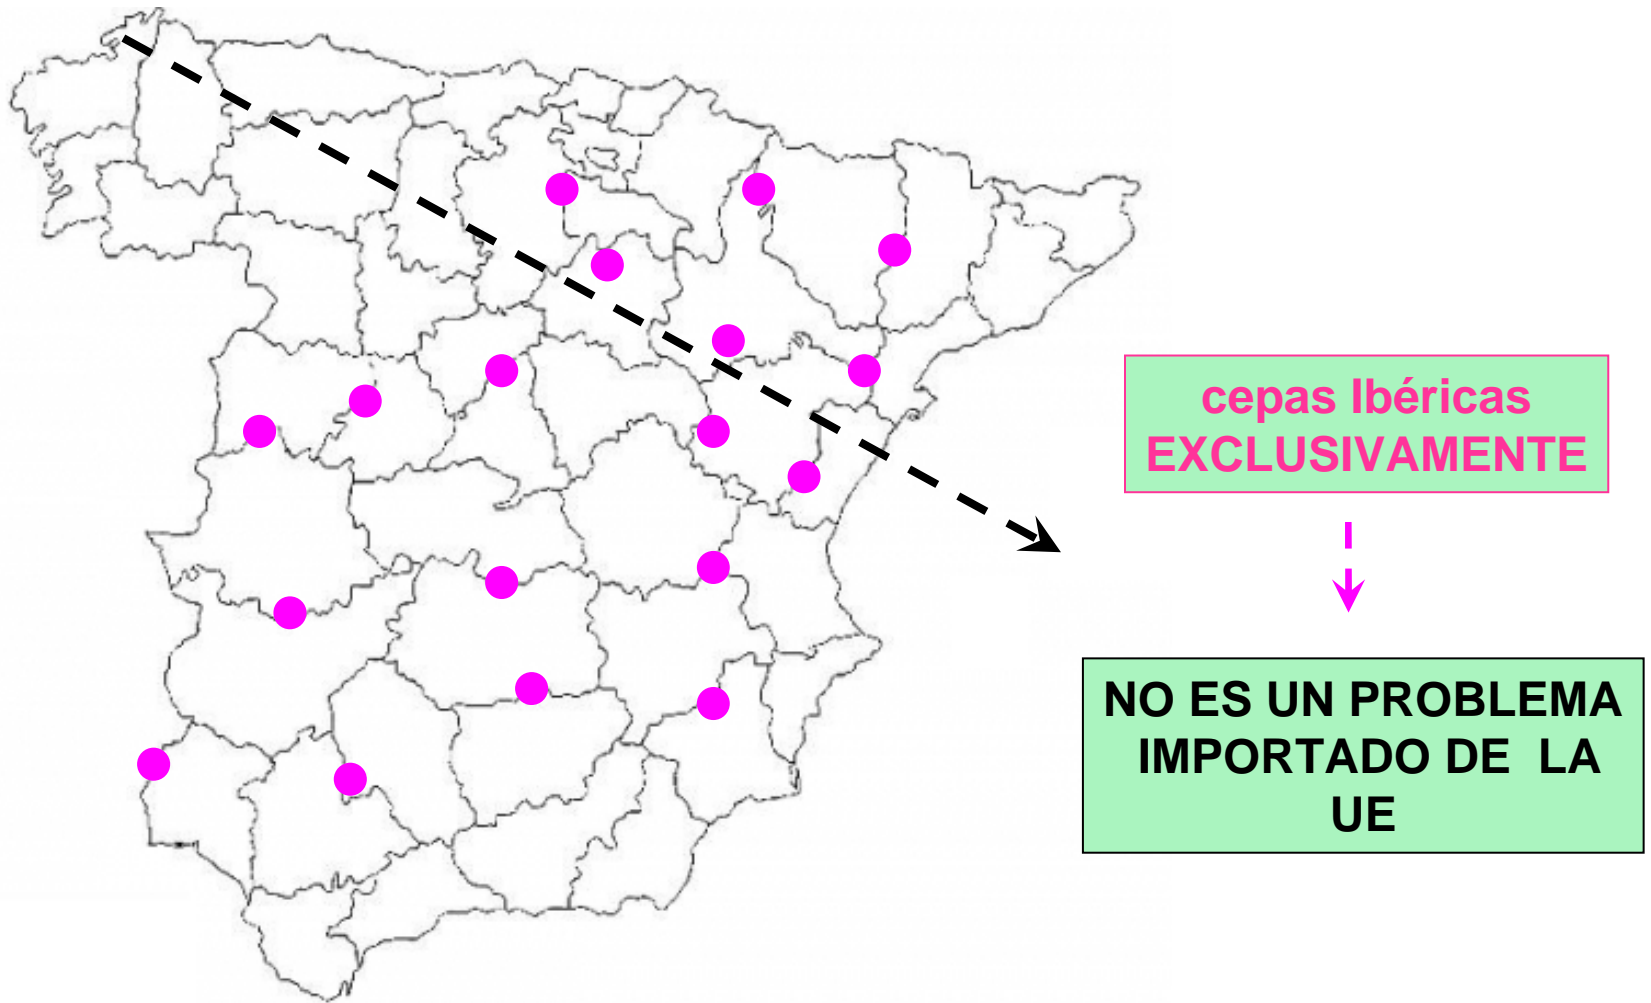 cepas Ibéricas
EXCLUSIVAMENTE
NO ES UN PROBLEMA
IMPORTADO DE LA
UE